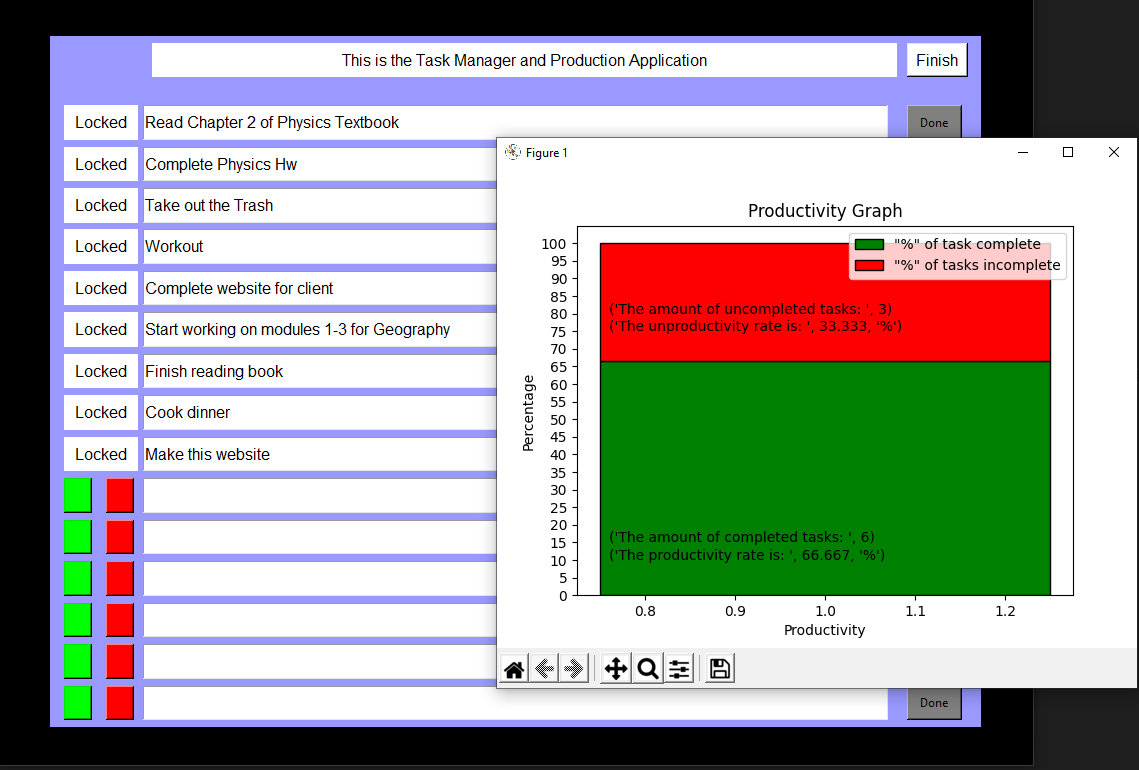 This is the Task Manager and Production Application
Finish
Locked Read Chapter 2 of Physics Textbook Done
Locked Complete Physics Hw
Locked Take out the Trash
Locked Workout
Locked Complete website for client
Locked Start working on modules 1-3 for Geography
Locked Finish reading book
Locked Cook dinner
Locked Make this website
Done
Figure 1
Productivity Graph
"%" of task complete
"%" of tasks incomplete
('The amount of uncompleted tasks: ', 3)
('The unproductivity rate is: ', 33.333, '%')
('The amount of completed tasks: ', 6)
('The productivity rate is: ', 66.667, '%')
Percentage
100
95
90
85
80
75
70
65
60
55
50
45
40
35
30
25
20
15
10
5
0
0.8 0.9 1.0 1.1 1.2
Productivity